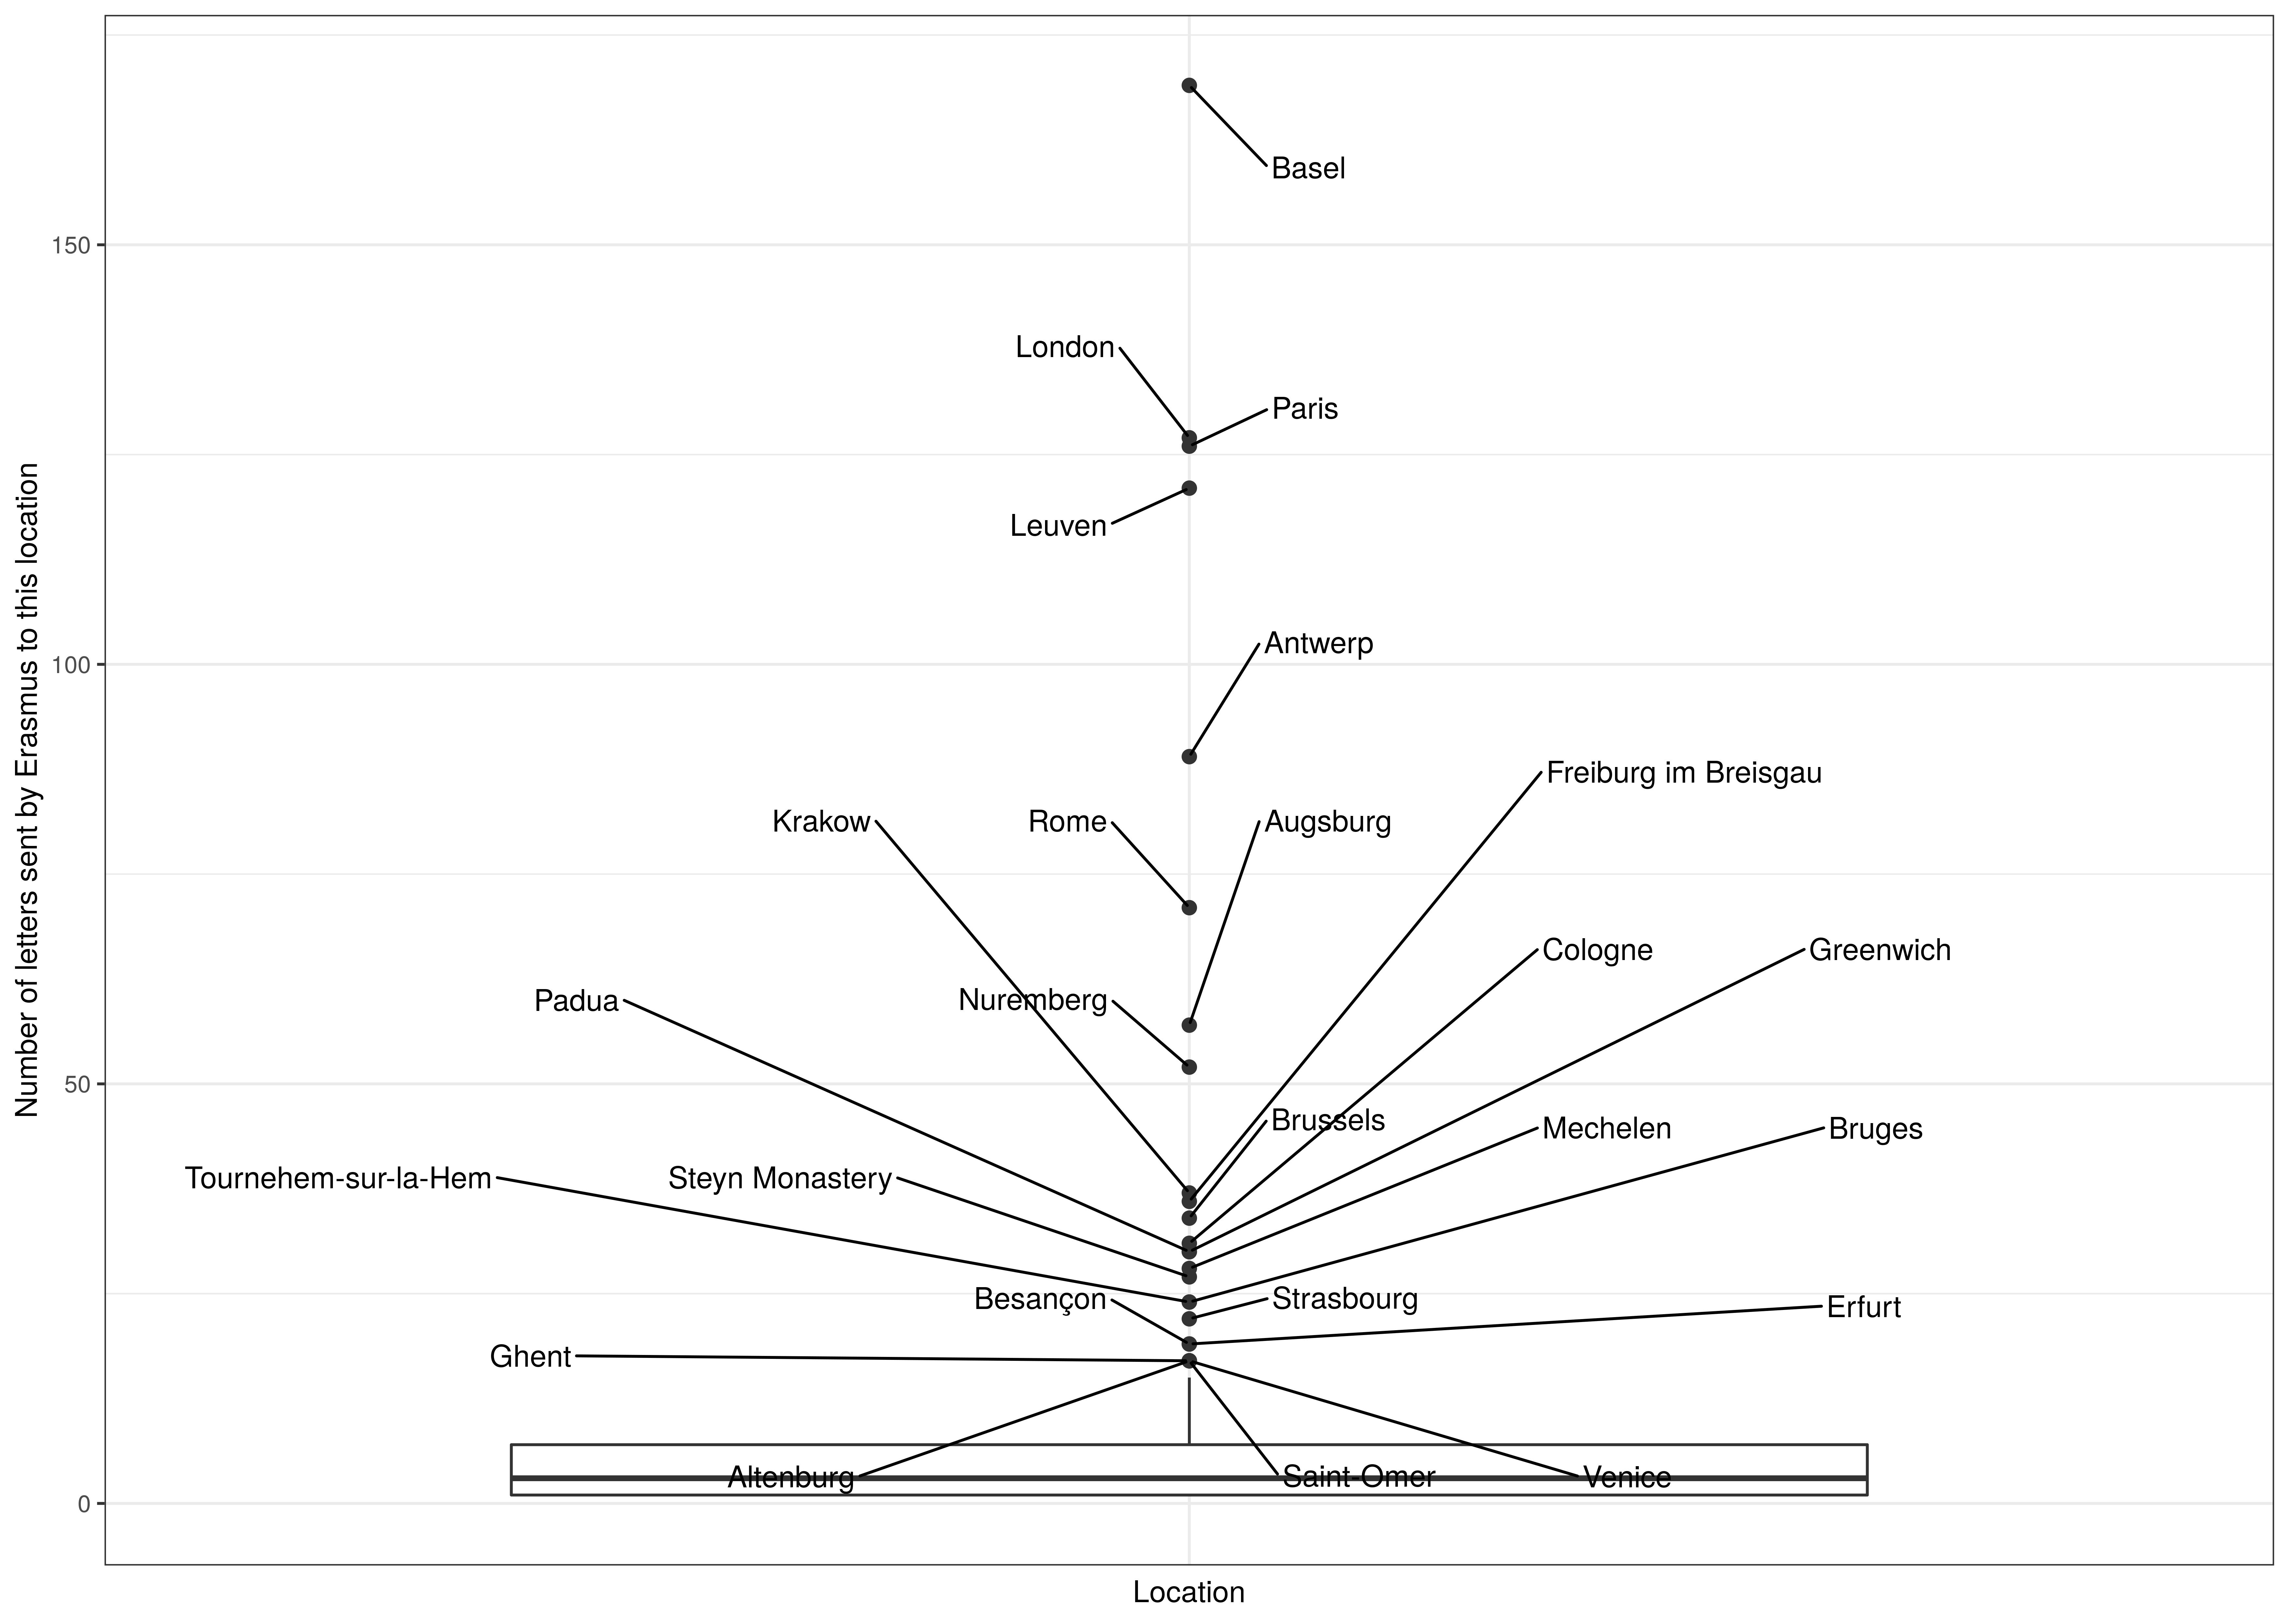 Basel
150
London
Paris
Leuven
Antwerp
100
Freiburg im Breisgau
Krakow
Rome
Augsburg
Cologne
Greenwich
Padua
Nuremberg
50
Brussels
Mechelen
Bruges
Tournehem-sur-la-Hem
Steyn Monastery
Besançon
Strasbourg
Erfurt
Ghent
Altenburg
Saint-Omer
Venice
0
Location
Number of letters sent by Erasmus to this location